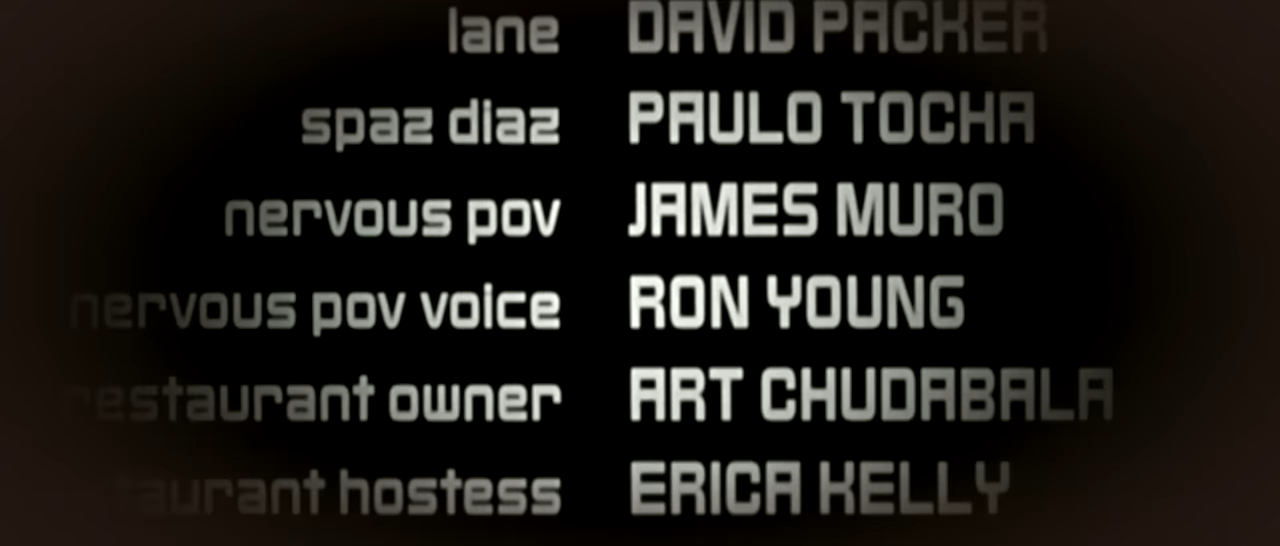 lane DAVID PACKER
spaz diaz PAULO TOCHA
nervous pov JAMES MURO
nervous pov voice RON YOUNG
restaurant owner ART CHUDABALA
restaurant hostess ERICA KELLY